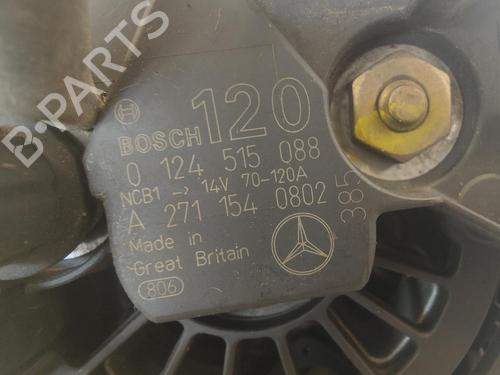 B-PARTS
BOSCH 120
0 124 515 088
NCB1 → 14V 70-120A
A 271 154 0802
385
Made in
Great Britain
806